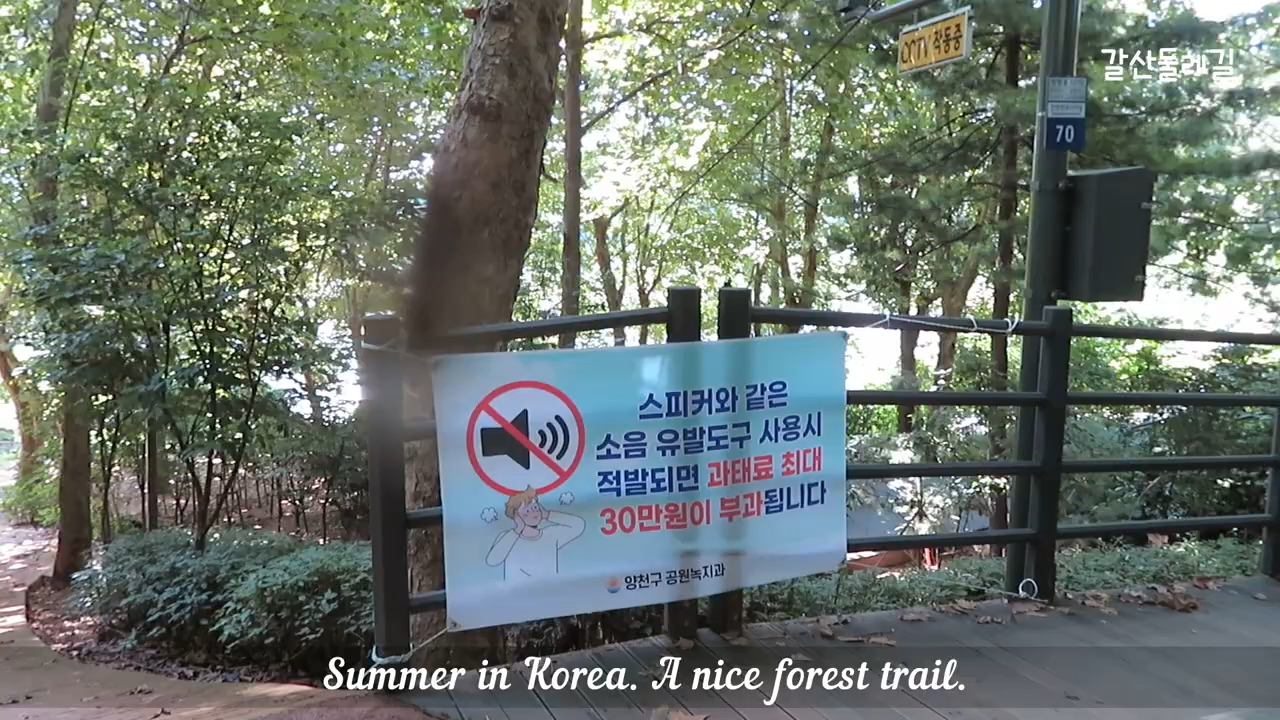 CCTV 작동중
갈산둘레길
70
스피커와 같은
소음 유발도구 사용시
적발되면 과태료 최대
30만원이 부과됩니다
양천구 공원녹지과
Summer in Korea. A nice forest trail.